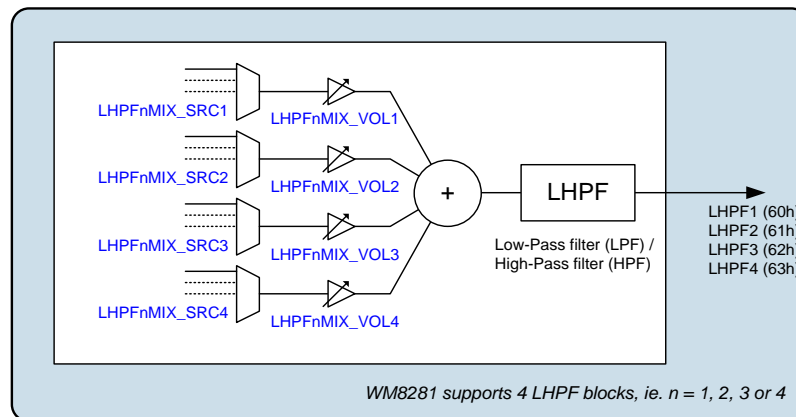 LHPFnMIX_SRC1
LHPFnMIX_VOL1
LHPFnMIX_SRC2
LHPFnMIX_VOL2
LHPFnMIX_SRC3
LHPFnMIX_VOL3
LHPFnMIX_SRC4
LHPFnMIX_VOL4
+
LHPF
Low-Pass filter (LPF) /
High-Pass filter (HPF)
LHPF1 (60h)
LHPF2 (61h)
LHPF3 (62h)
LHPF4 (63h)
WM8281 supports 4 LHPF blocks, ie. n = 1, 2, 3 or 4